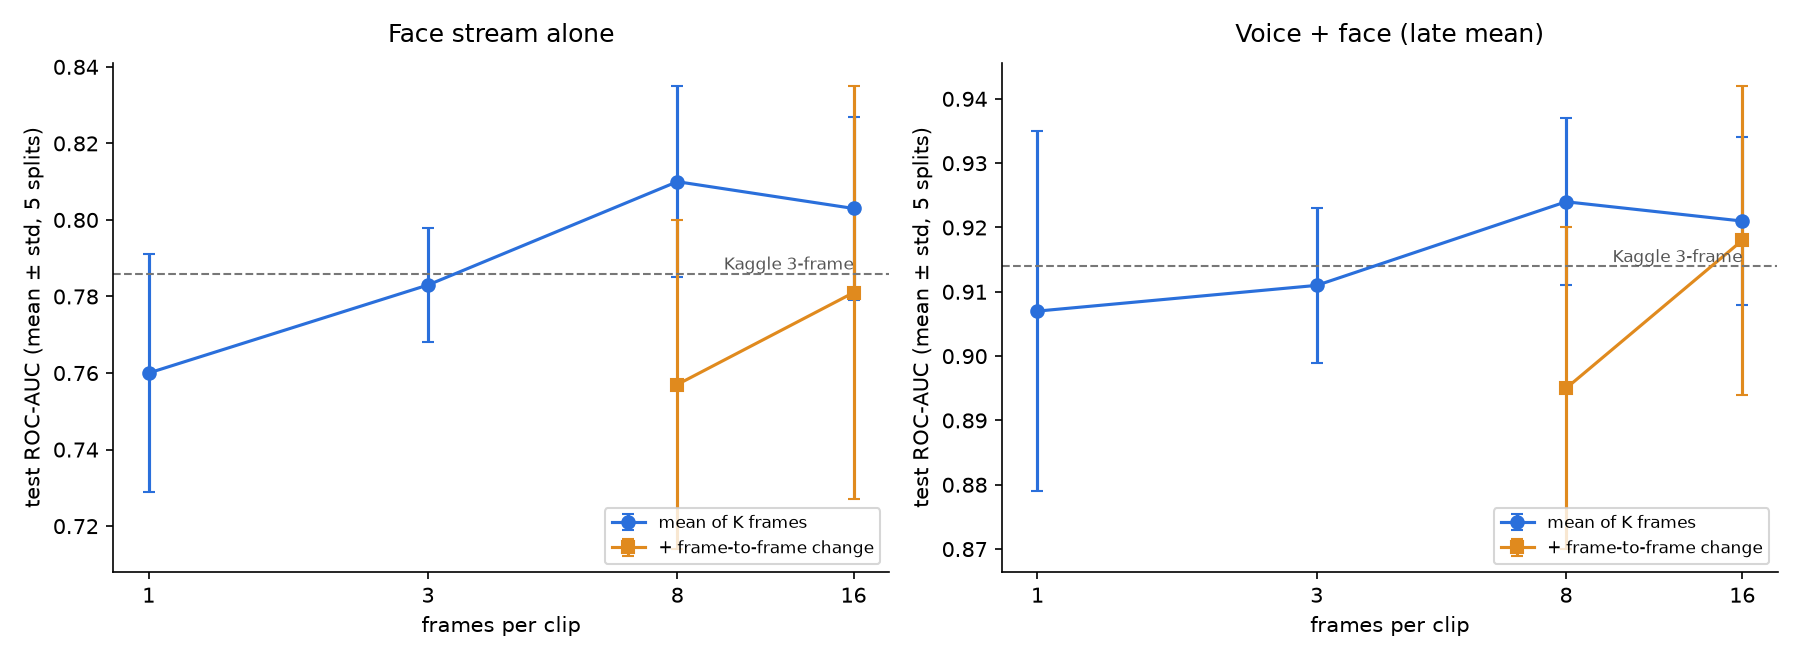 Face stream alone
test ROC-AUC (mean ± std, 5 splits)
0.84
0.82
0.80
0.78
0.76
0.74
0.72
Kaggle 3-frame
mean of K frames
+ frame-to-frame change
1
3
8
16
frames per clip
Voice + face (late mean)
test ROC-AUC (mean ± std, 5 splits)
0.94
0.93
0.92
0.91
0.90
0.89
0.88
0.87
Kaggle 3-frame
mean of K frames
+ frame-to-frame change
1
3
8
16
frames per clip